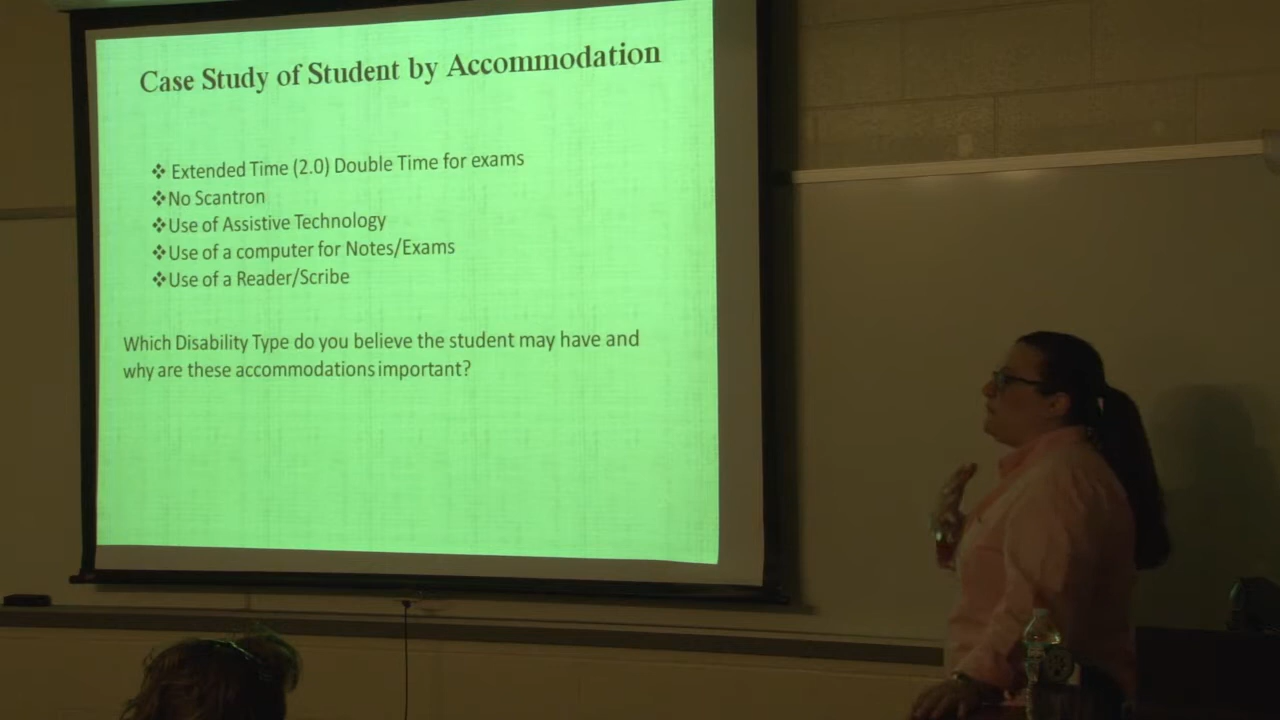 Case Study of Student by Accommodation
❖ Extended Time (2.0) Double Time for exams
❖No Scantron
❖Use of Assistive Technology
❖Use of a computer for Notes/Exams
❖Use of a Reader/Scribe
Which Disability Type do you believe the student may have and
why are these accommodations important?